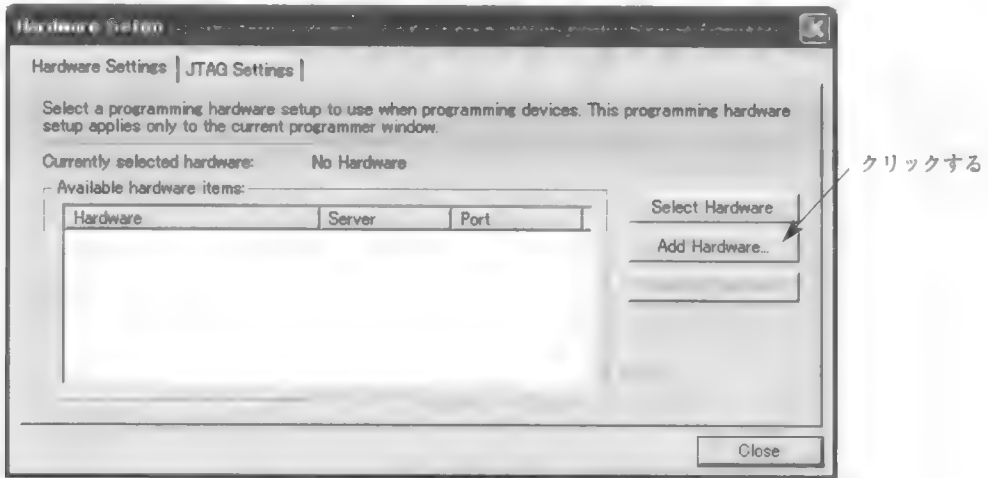 Hardware Setup
Hardware Settings
JTAG Settings
Select a programming hardware setup to use when programming devices. This programming hardware
setup applies only to the current programmer window.
Currently selected hardware:
No Hardware
Available hardware items:
Hardware
Server
Port
Select Hardware
Add Hardware...
クリックする
Close